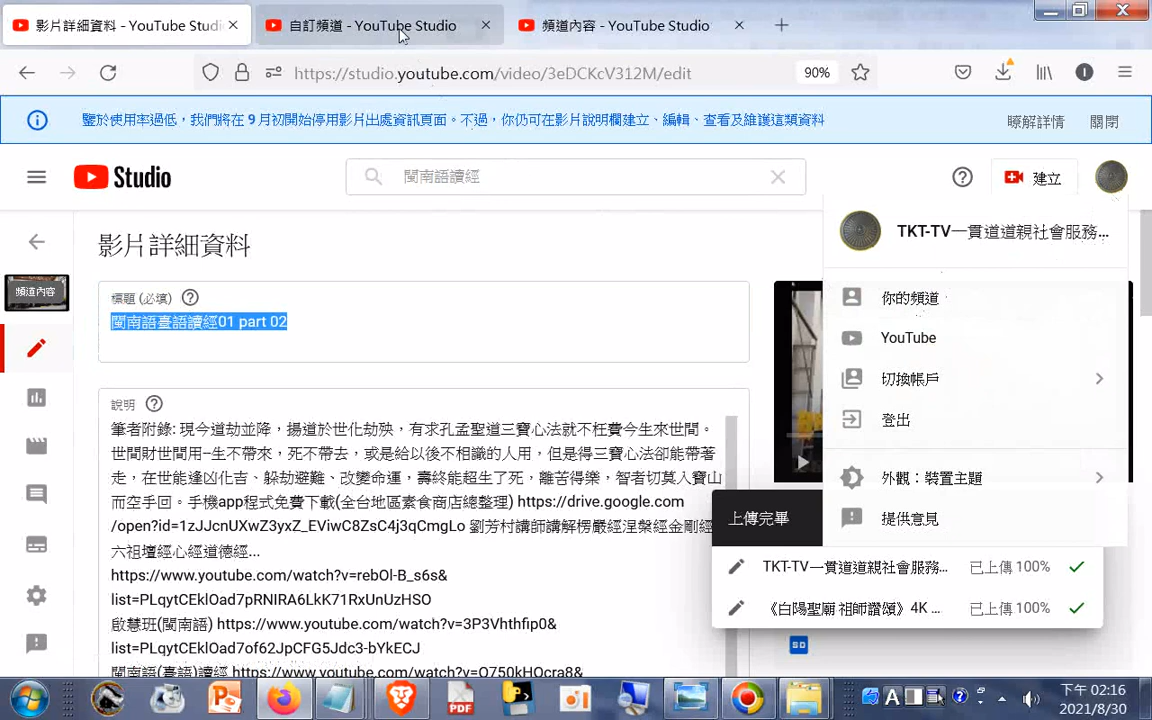 影片詳細資料 - YouTube Studi
自訂頻道 - YouTube Studio
頻道內容 - YouTube Studio
https://studio.youtube.com/video/3eDCKcV312M/edit
90%
鑒於使用率過低，我們將在 9 月初開始停用影片出處資訊頁面。不過，你仍可在影片說明欄建立、編輯、查看及維護這類資料
瞭解詳情
關閉
Studio
閩南語讀經
建立
影片詳細資料
TKT-TV一貫道道親社會服務...
頻道內容
標題 (必填)
閩南語臺語讀經01 part 02
你的頻道
YouTube
切換帳戶
登出
外觀：裝置主題
提供意見
說明
筆者附錄: 現今道劫並降，揚道於世化劫殃，有求孔孟聖道三寶心法就不枉費今生來世間。
世間財世間用一生不帶來，死不帶去，或是給以後不相識的人用，但是得三寶心法卻能帶著
走，在世能逢凶化吉、躲劫避難、改變命運，壽終能超生了死，離苦得樂，智者切莫入寶山
而空手回。手機app程式免費下載(全台地區素食商店總整理) https://drive.google.com
/open?id=1zJJcnUXwZ3yxZ_EViwC8ZsC4j3qCmgLo 劉芳村講師講解楞嚴經涅槃經金剛經
六祖壇經心經道德經...
https://www.youtube.com/watch?v=rebOl-B_s6s&
list=PLqytCEklOad7pRNIRA6LkK71RxUnUzHSO
啟慧班(閩南語) https://www.youtube.com/watch?v=3P3Vhthfip0&
list=PLqytCEklOad7of62JpCFG5Jdc3-bYkECJ
閩南語(臺語)讀經 https://www.youtube.com/watch?v=O750kHOcra8&
上傳完畢
TKT-TV一貫道道親社會服務...
已上傳 100%
《白陽聖廟 祖師讚頌》4K ...
已上傳 100%
SD
下午 02:16
2021/8/30